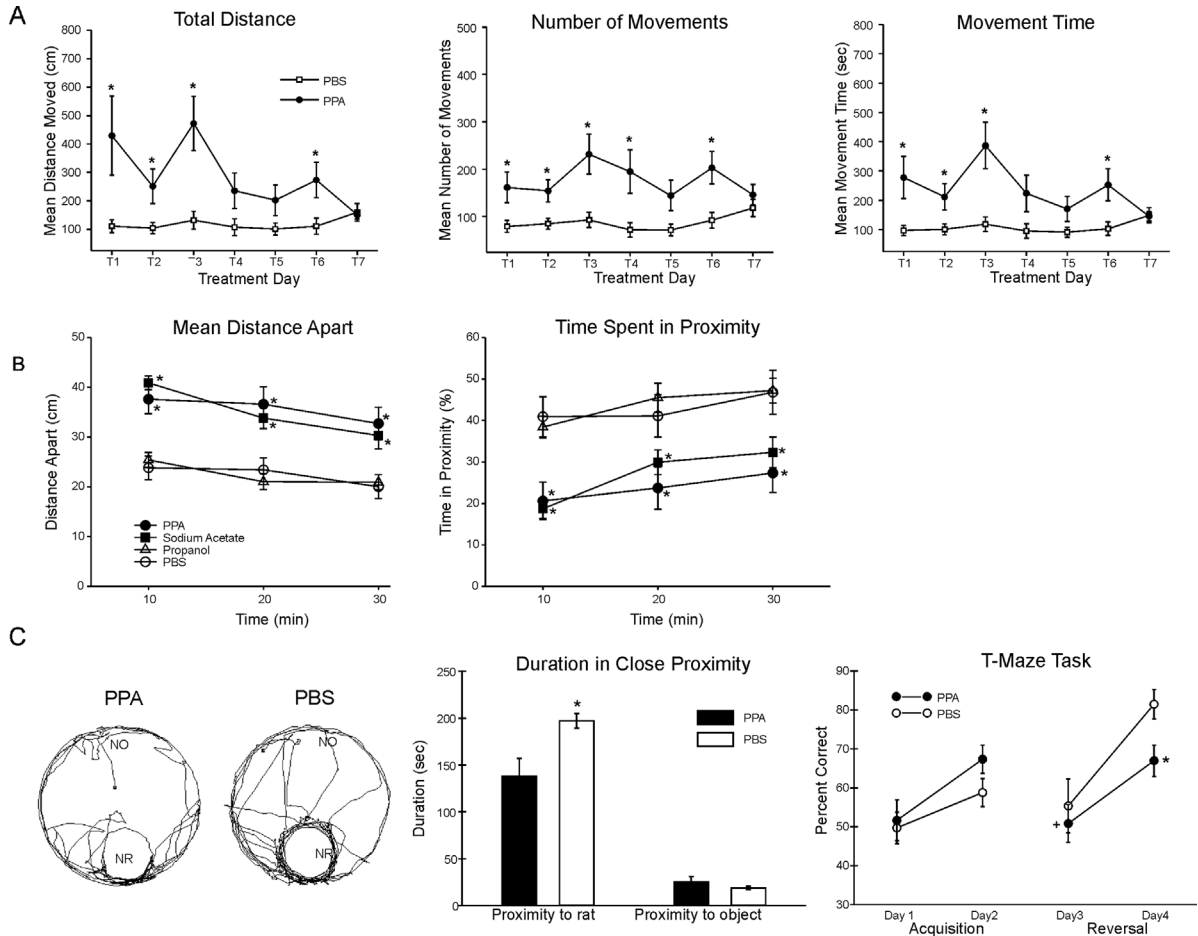 A
Total Distance
Number of Movements
Movement Time
Mean Distance Moved (cm)
800
700
600
500
400
300
200
100
PBS
PPA
*
*
*
*
T1
T2
3
T4
T5
T6
T7
Treatment Day
Mean Number of Movements
500
400
300
200
100
*
*
*
*
*
T1
T2
T3
T4
T5
T6
T7
Treatment Day
Mean Movement Time (sec)
800
700
600
500
400
300
200
100
*
*
*
*
T1
T2
T3
T4
T5
T6
T7
Treatment Day
B
Mean Distance Apart
Time Spent in Proximity
Distance Apart (cm)
50
40
30
20
10
0
*
*
*
*
*
*
PPA
Sodium Acetate
Propanol
PBS
10
20
30
Time (min)
Time in Proximity (%)
60
50
40
30
20
10
0
*
*
*
*
*
*
10
20
30
Time (min)
C
PPA
PBS
NO
NR
NO
NR
Duration in Close Proximity
Duration (sec)
250
200
150
100
50
0
*
PPA
PBS
Proximity to rat
Proximity to object
T-Maze Task
Percent Correct
90
80
70
60
50
40
30
PPA
PBS
+
*
Day 1
Day2
Day3
Day4
Acquisition
Reversal